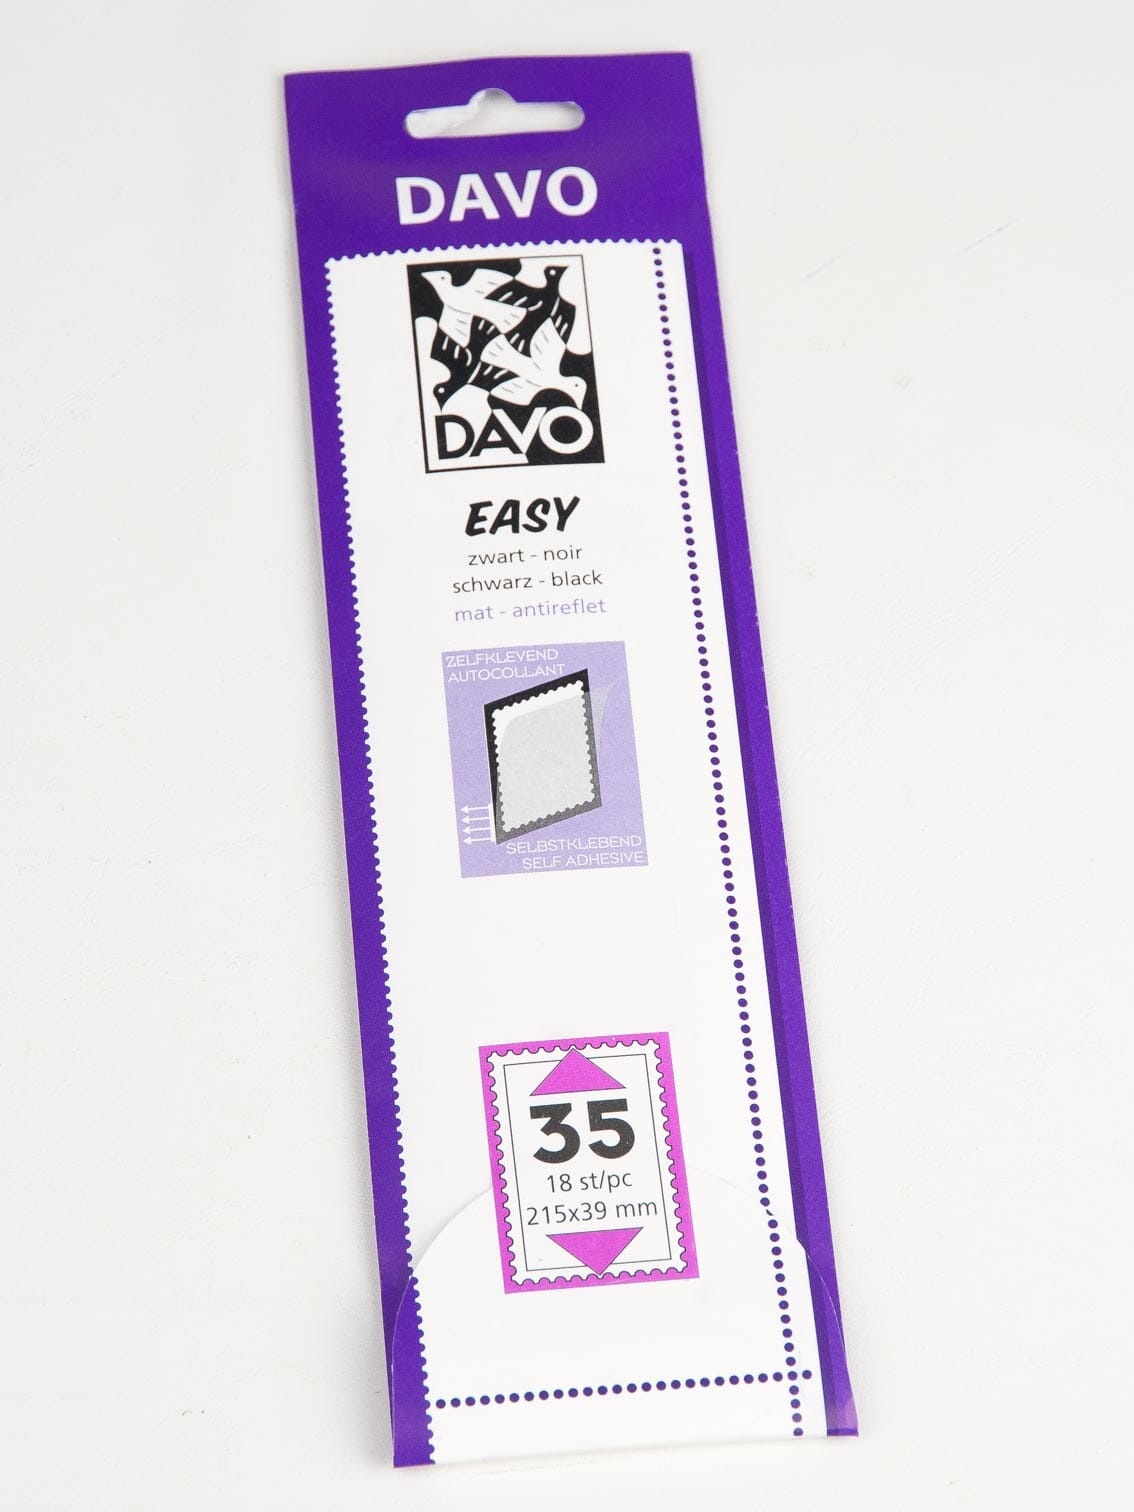 DAVO
DAVO
EASY
zwart - noir
schwarz - black
mat - antireflet
ZELFKLEVEND
AUTOCOLLANT
SELBSTKLEBEND
SELF ADHESIVE
35
18 st/pc
215x39 mm